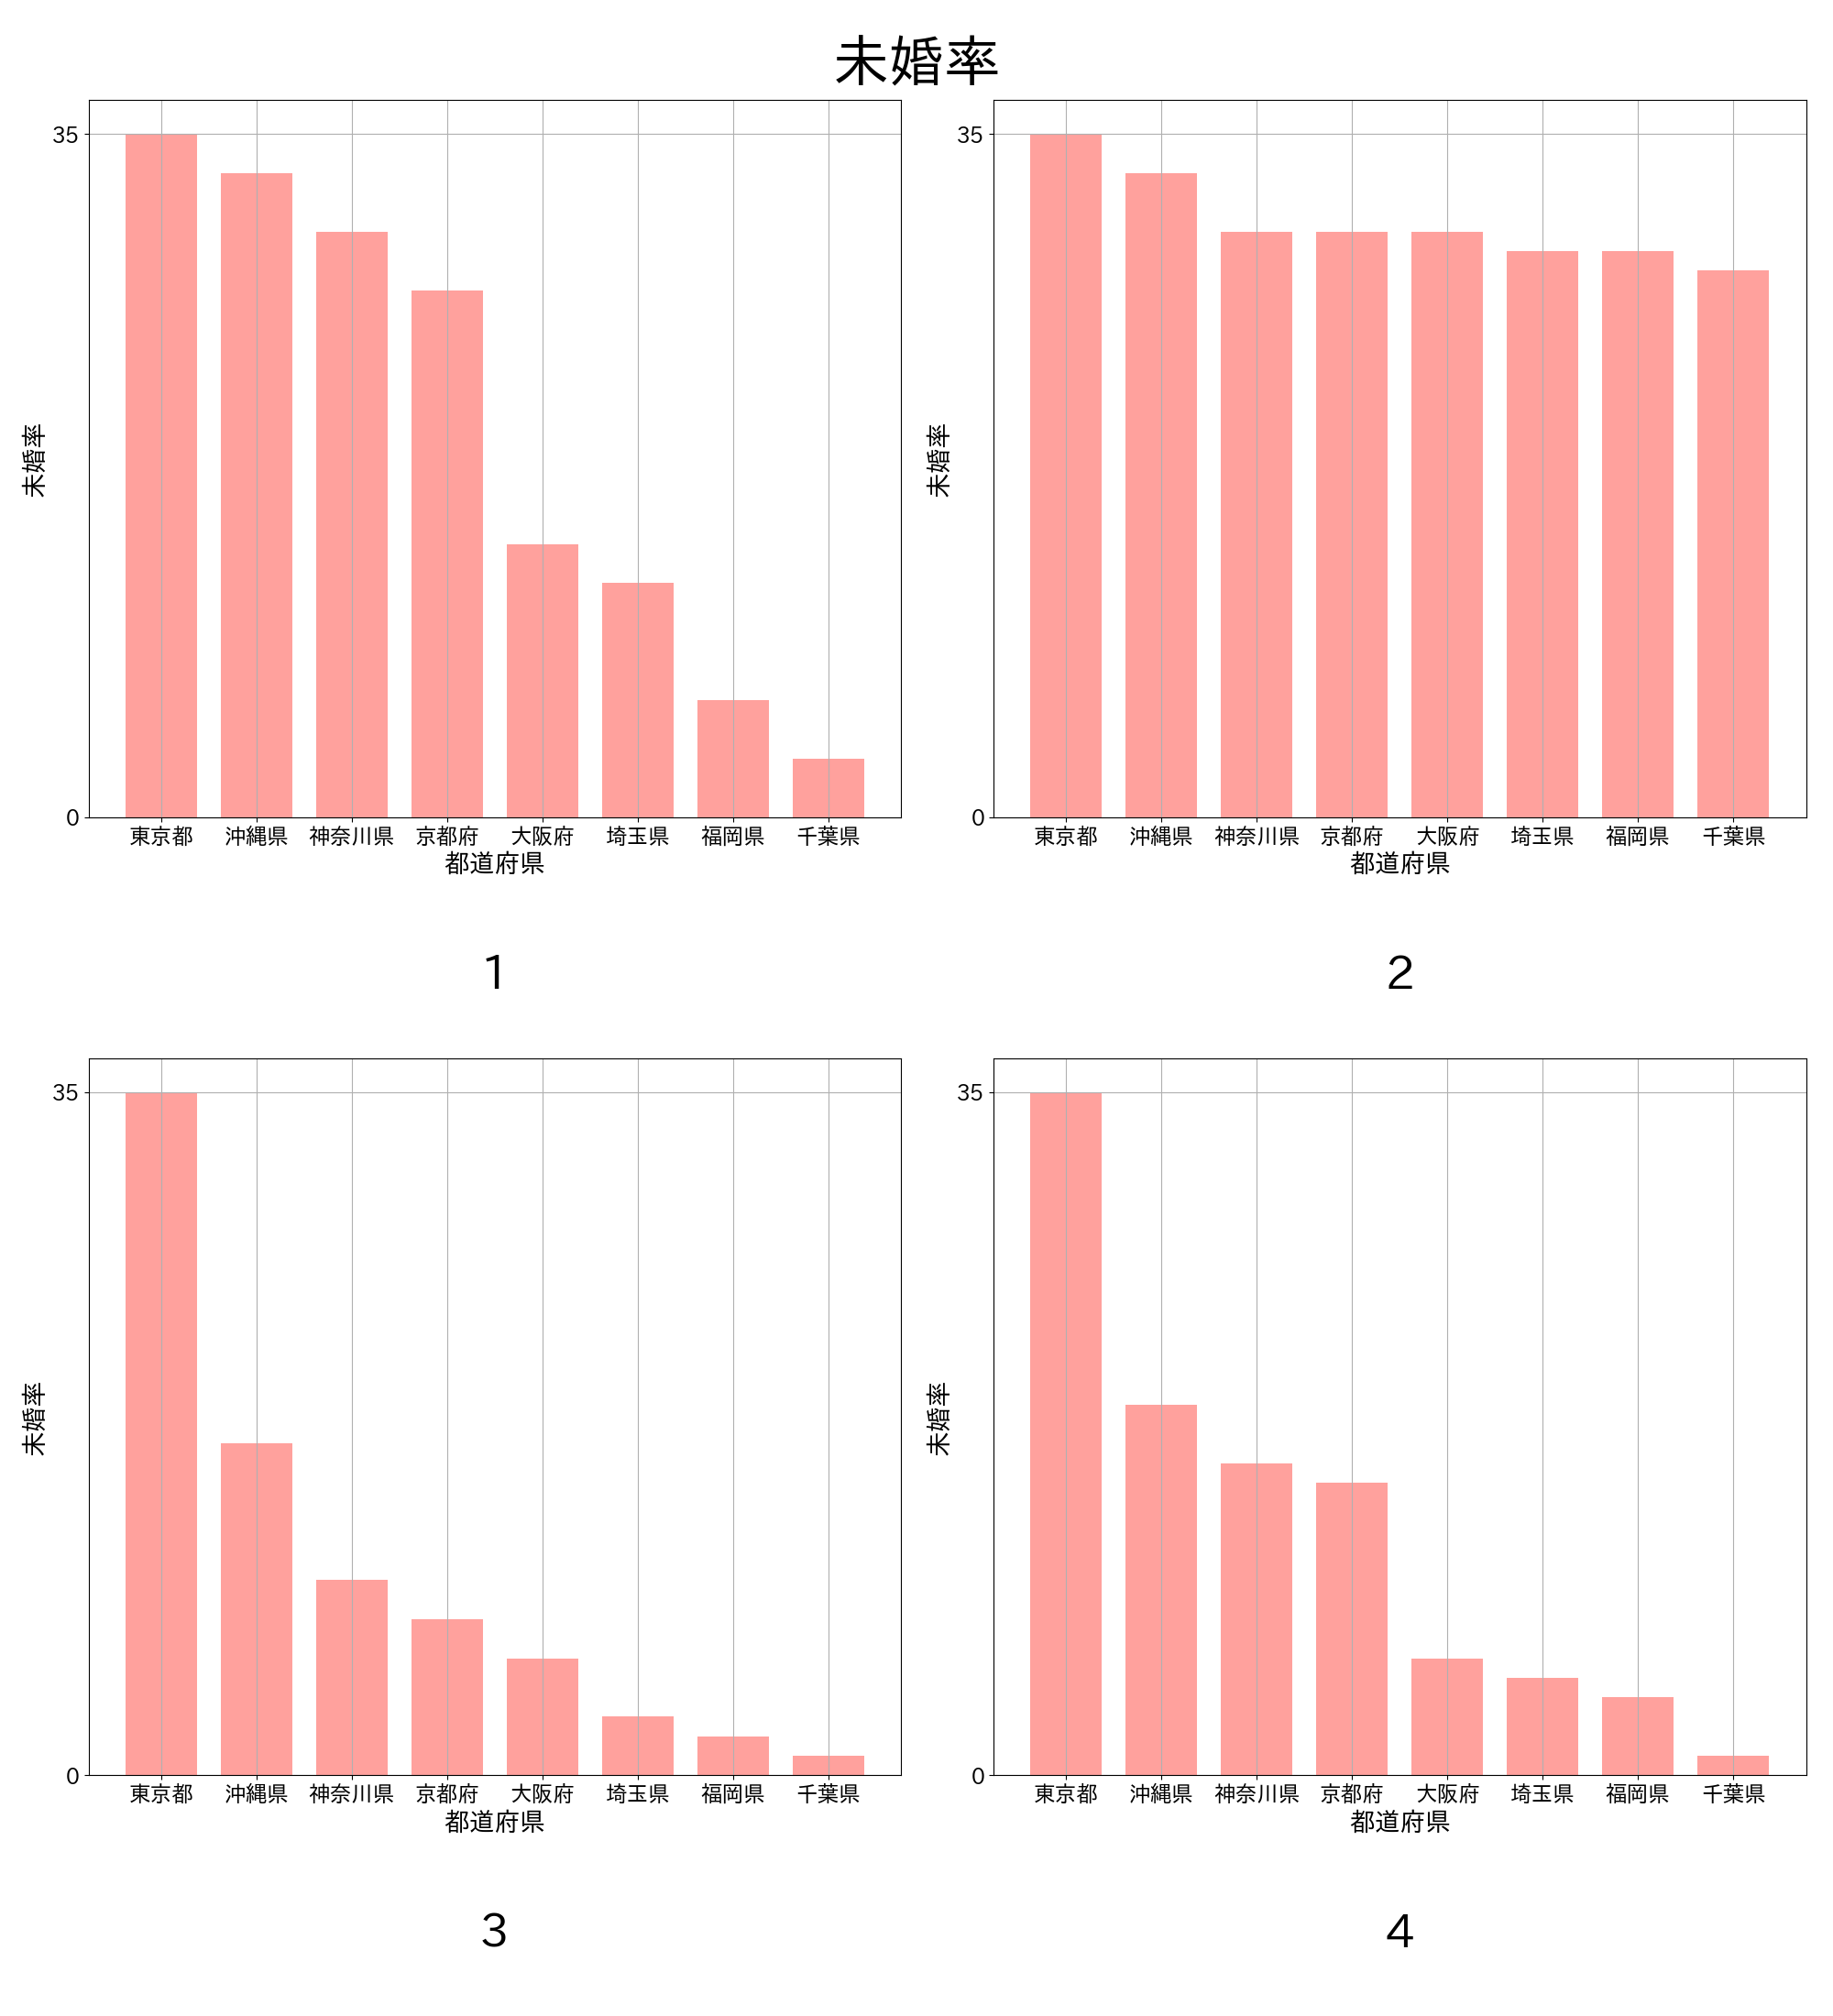 未婚率
35
0
未婚率
東京都 沖縄県 神奈川県 京都府 大阪府 埼玉県 福岡県 千葉県
都道府県
1
35
0
未婚率
東京都 沖縄県 神奈川県 京都府 大阪府 埼玉県 福岡県 千葉県
都道府県
2
35
0
未婚率
東京都 沖縄県 神奈川県 京都府 大阪府 埼玉県 福岡県 千葉県
都道府県
3
35
0
未婚率
東京都 沖縄県 神奈川県 京都府 大阪府 埼玉県 福岡県 千葉県
都道府県
4